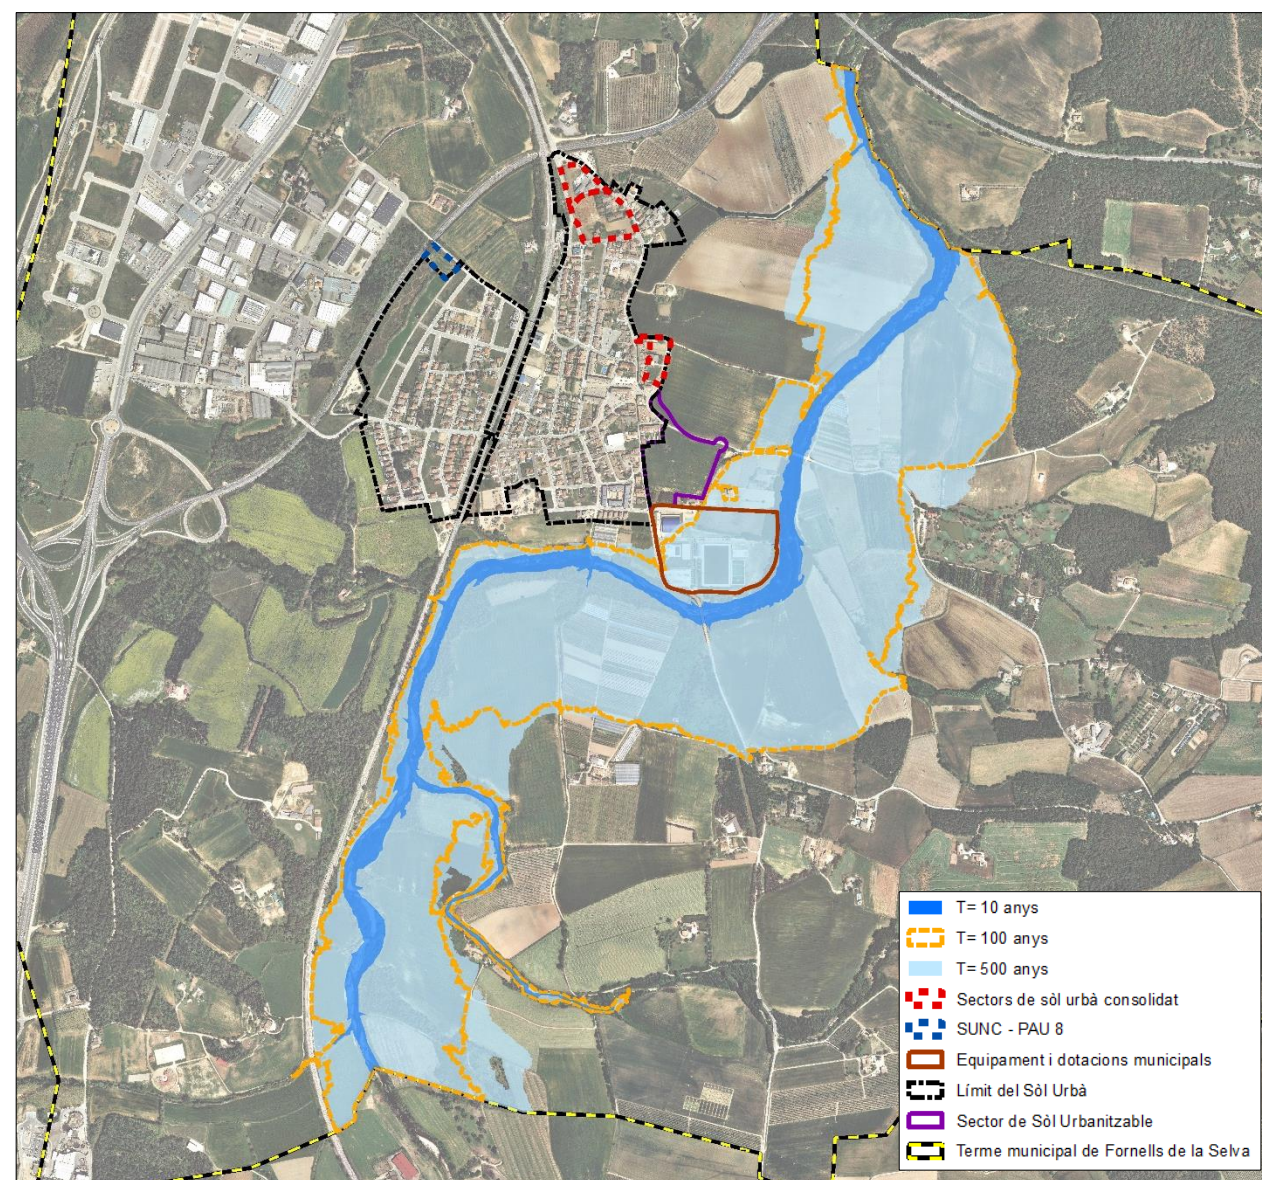 T= 10 anys
T= 100 anys
T= 500 anys
Sectors de sòl urbà consolidat
SUNC - PAU 8
Equipament i dotacions municipals
Límit del Sòl Urbà
Sector de Sòl Urbanitzable
Terme municipal de Fornells de la Selva